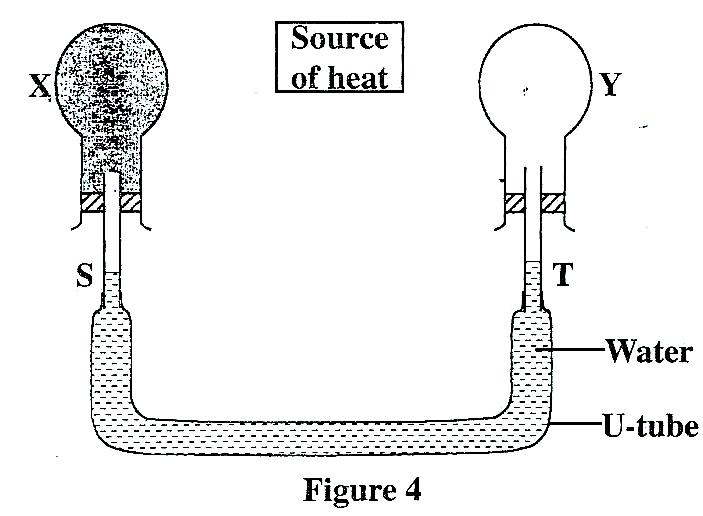 Source
of heat
X
Y
S
T
Water
U-tube
Figure 4